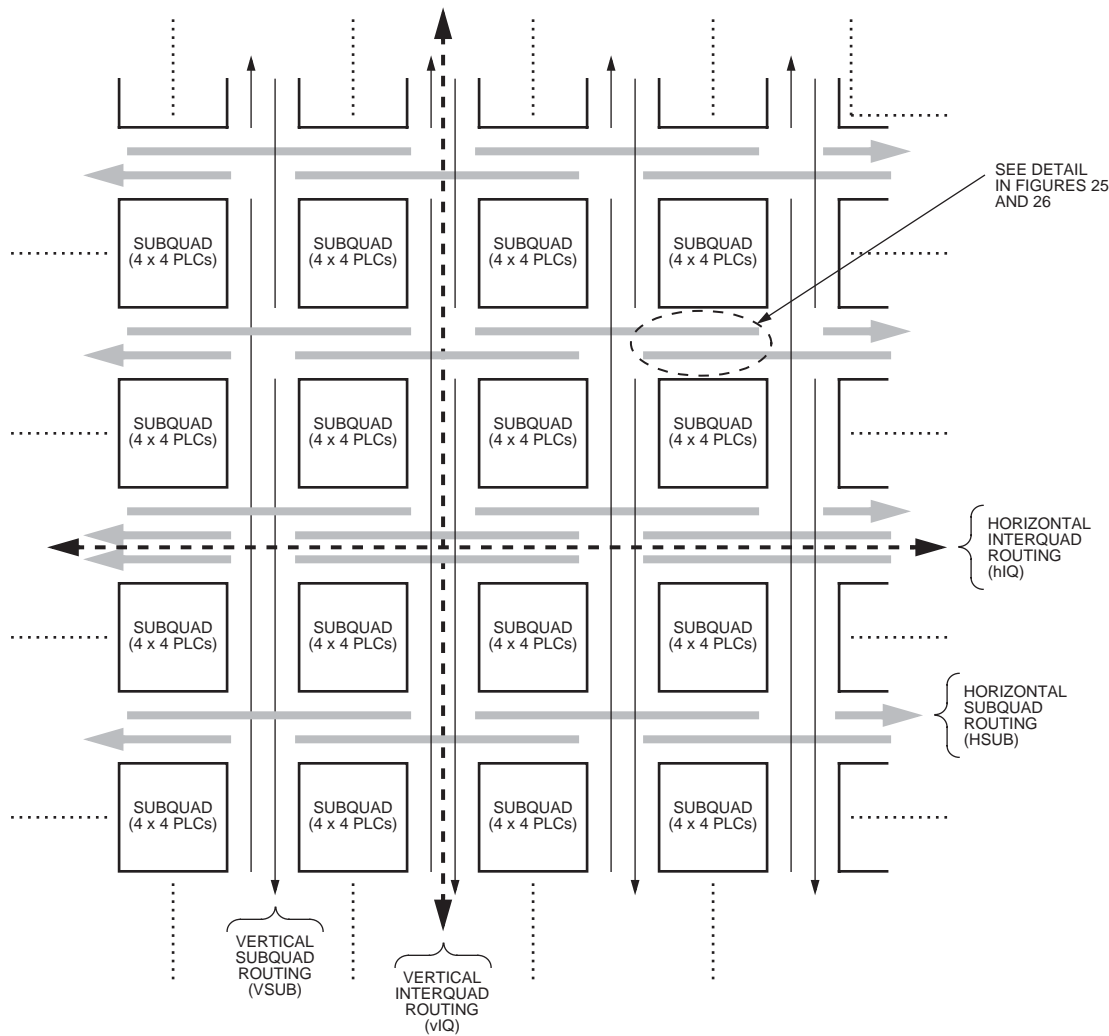 SEE DETAIL
IN FIGURES 25
AND 26
SUBQUAD
(4 x 4 PLCs)
SUBQUAD
(4 x 4 PLCs)
SUBQUAD
(4 x 4 PLCs)
SUBQUAD
(4 x 4 PLCs)
SUBQUAD
(4 x 4 PLCs)
SUBQUAD
(4 x 4 PLCs)
SUBQUAD
(4 x 4 PLCs)
SUBQUAD
(4 x 4 PLCs)
HORIZONTAL
INTERQUAD
ROUTING
(hIQ)
SUBQUAD
(4 x 4 PLCs)
SUBQUAD
(4 x 4 PLCs)
SUBQUAD
(4 x 4 PLCs)
SUBQUAD
(4 x 4 PLCs)
HORIZONTAL
SUBQUAD
ROUTING
(HSUB)
SUBQUAD
(4 x 4 PLCs)
SUBQUAD
(4 x 4 PLCs)
SUBQUAD
(4 x 4 PLCs)
SUBQUAD
(4 x 4 PLCs)
VERTICAL
SUBQUAD
ROUTING
(VSUB)
VERTICAL
INTERQUAD
ROUTING
(vIQ)